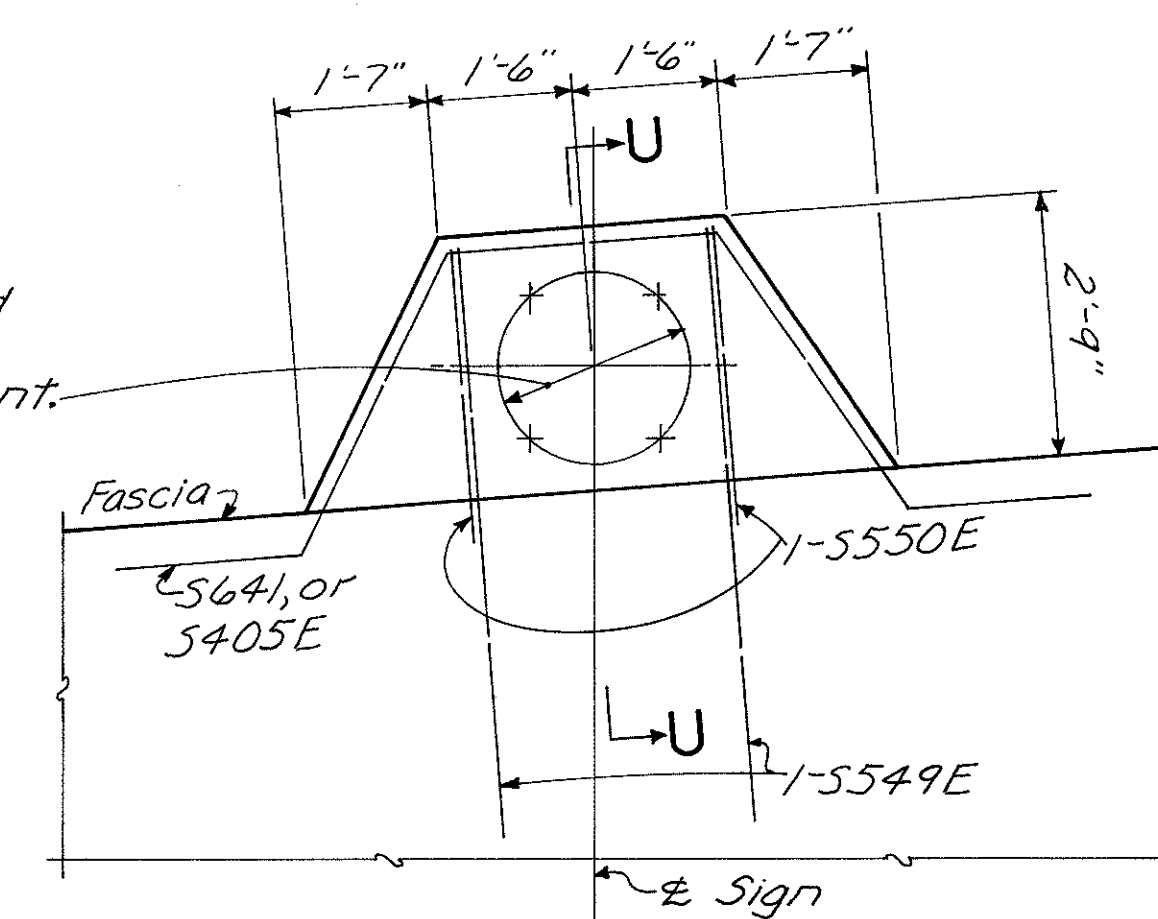 1'-7" 1'-6" 1'-6" 1'-7"
U
2'-9"
nt.
Fascia
1-S550E
S641, or
S405E
U
1-S549E
℄ Sign